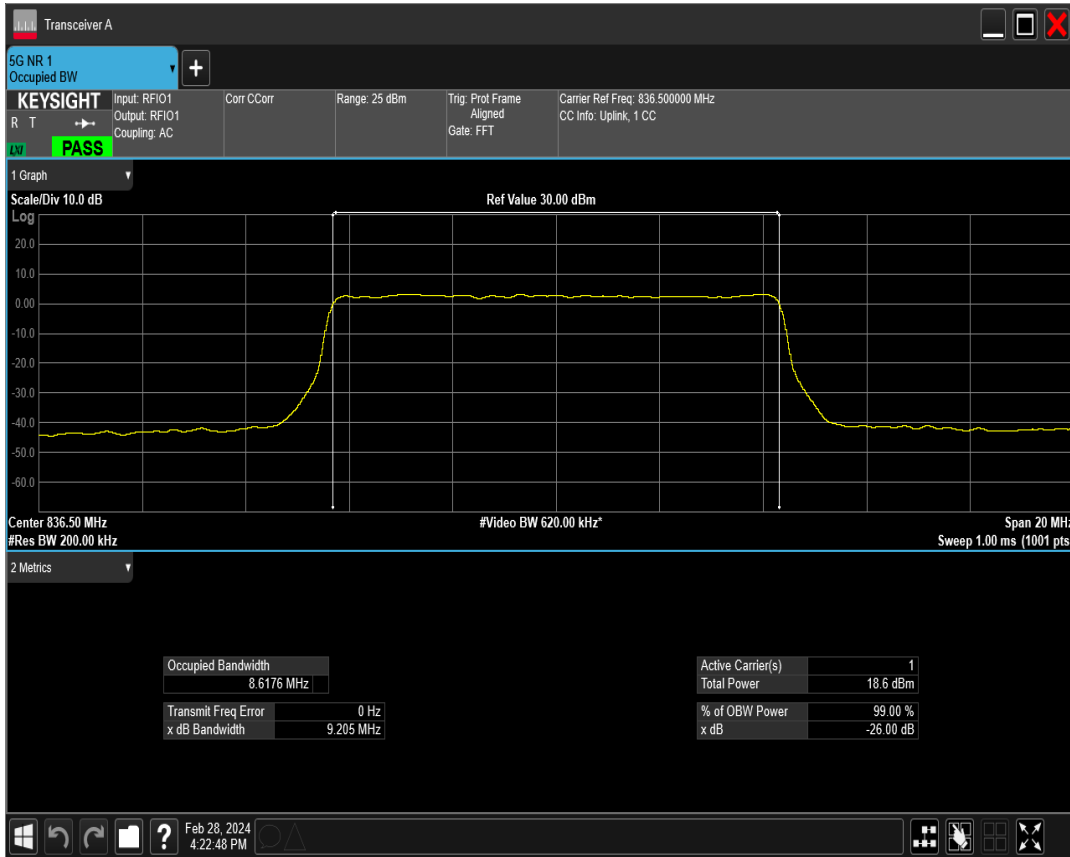 Transceiver A
5G NR 1
Occupied BW
KEYSIGHT
R T
LXI
PASS
Input: RFIO1
Output: RFIO1
Coupling: AC
Corr CCorr
Range: 25 dBm
Trig: Prot Frame
Aligned
Gate: FFT
Carrier Ref Freq: 836.500000 MHz
CC Info: Uplink, 1 CC
1 Graph
Scale/Div 10.0 dB
Ref Value 30.00 dBm
Log
20.0
10.0
0.00
-10.0
-20.0
-30.0
-40.0
-50.0
-60.0
Center 836.50 MHz
#Video BW 620.00 kHz*
Span 20 MHz
#Res BW 200.00 kHz
Sweep 1.00 ms (1001 pts
2 Metrics
Occupied Bandwidth
8.6176 MHz
Transmit Freq Error 0 Hz
x dB Bandwidth 9.205 MHz
Active Carrier(s) 1
Total Power 18.6 dBm
% of OBW Power 99.00 %
x dB -26.00 dB
?
Feb 28, 2024
4:22:48 PM